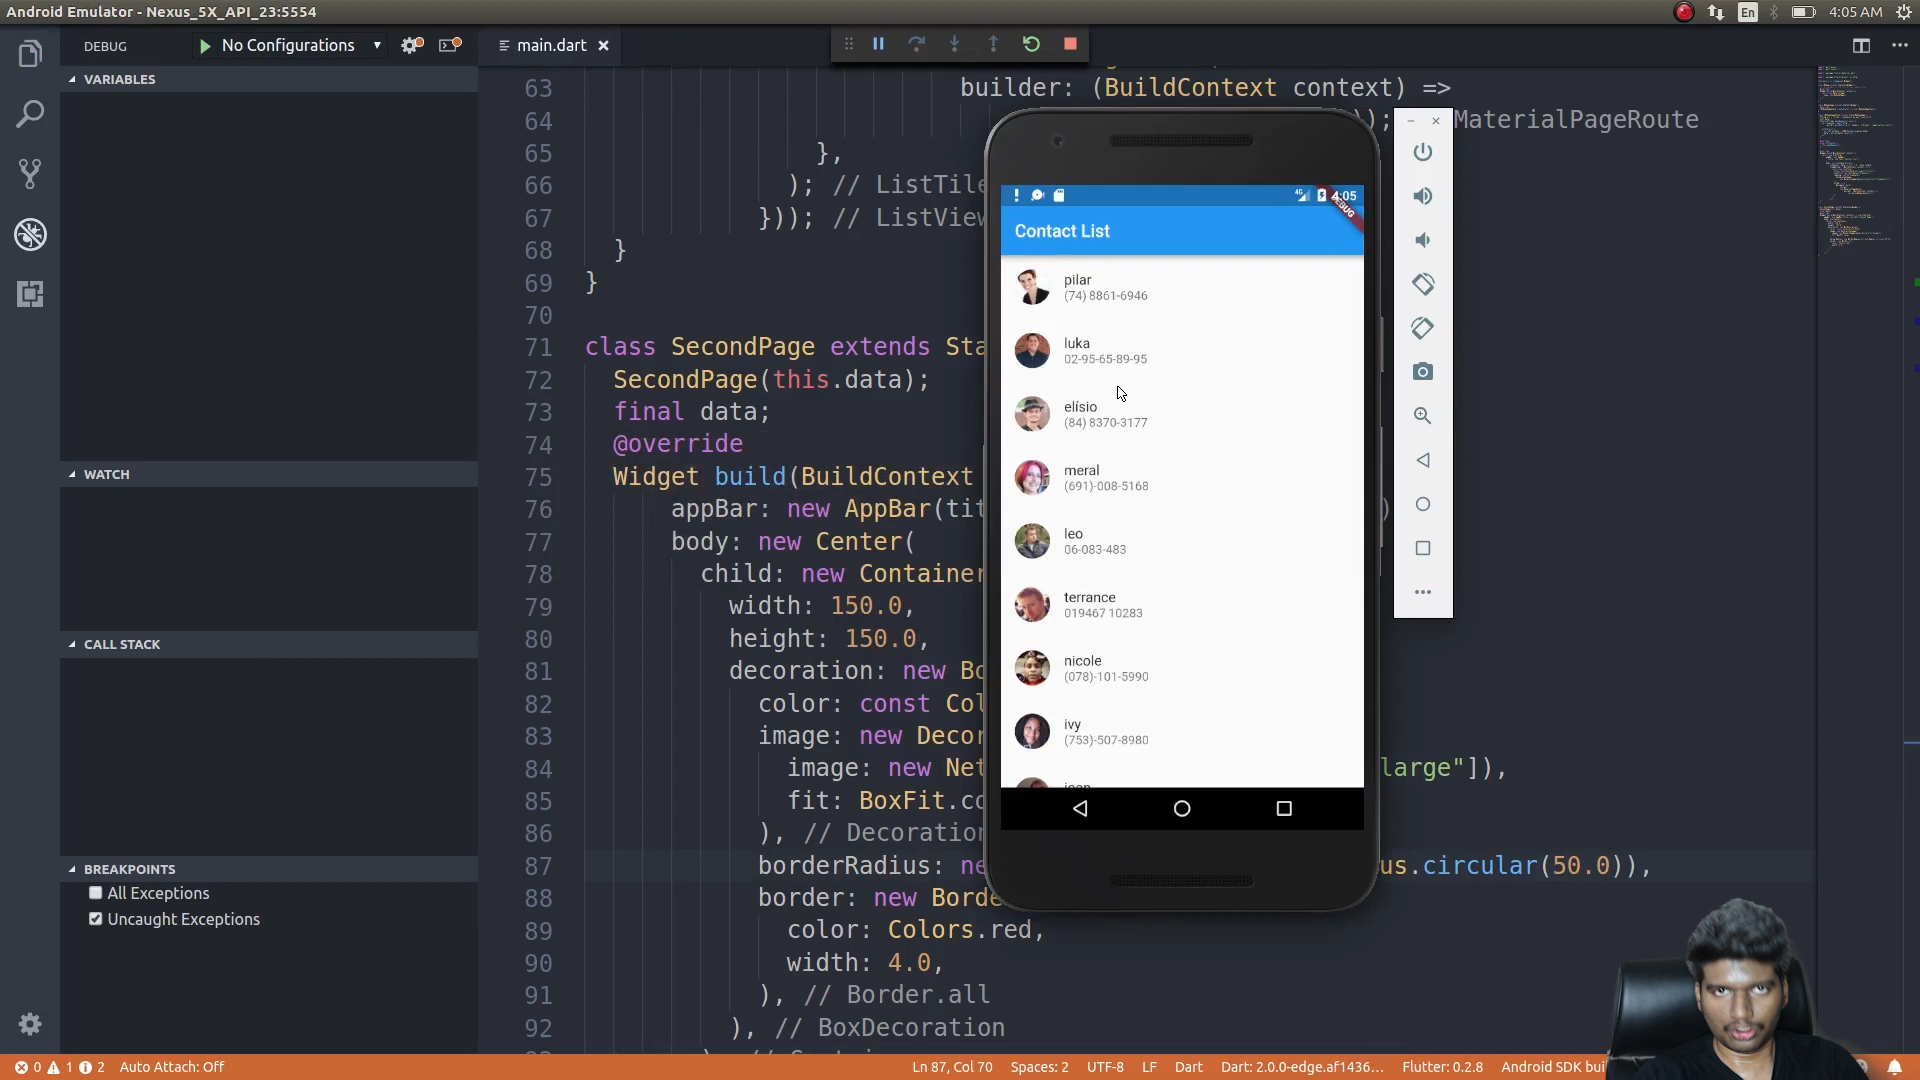 Android Emulator - Nexus_5X_API_23:5554
En
4:05 AM
DEBUG
No Configurations
main.dart
VARIABLES
WATCH
CALL STACK
BREAKPOINTS
All Exceptions
Uncaught Exceptions
63 builder: (BuildContext context) =>
64 )); MaterialPageRoute
65 },
66 ); // ListTile
67 })); // ListView
68 }
69 }
70
71 class SecondPage extends Sta
72 SecondPage(this.data);
73 final data;
74 @override
75 Widget build(BuildContext
76 appBar: new AppBar(tit )
77 body: new Center(
78 child: new Container
79 width: 150.0,
80 height: 150.0,
81 decoration: new Bo
82 color: const Col
83 image: new Decor
84 image: new Net large"]),
85 fit: BoxFit.co
86 ), // Decoration
87 borderRadius: ne us.circular(50.0)),
88 border: new Borde
89 color: Colors.red,
90 width: 4.0,
91 ), // Border.all
92 ), // BoxDecoration
4G
4:05
DEBUG
Contact List
pilar
(74) 8861-6946
luka
02-95-65-89-95
elísio
(84) 8370-3177
meral
(691)-008-5168
leo
06-083-483
terrance
019467 10283
nicole
(078)-101-5990
ivy
(753)-507-8980
0 1 2 Auto Attach: Off
Ln 87, Col 70 Spaces: 2 UTF-8 LF Dart Dart: 2.0.0-edge.af1436... Flutter: 0.2.8 Android SDK bui